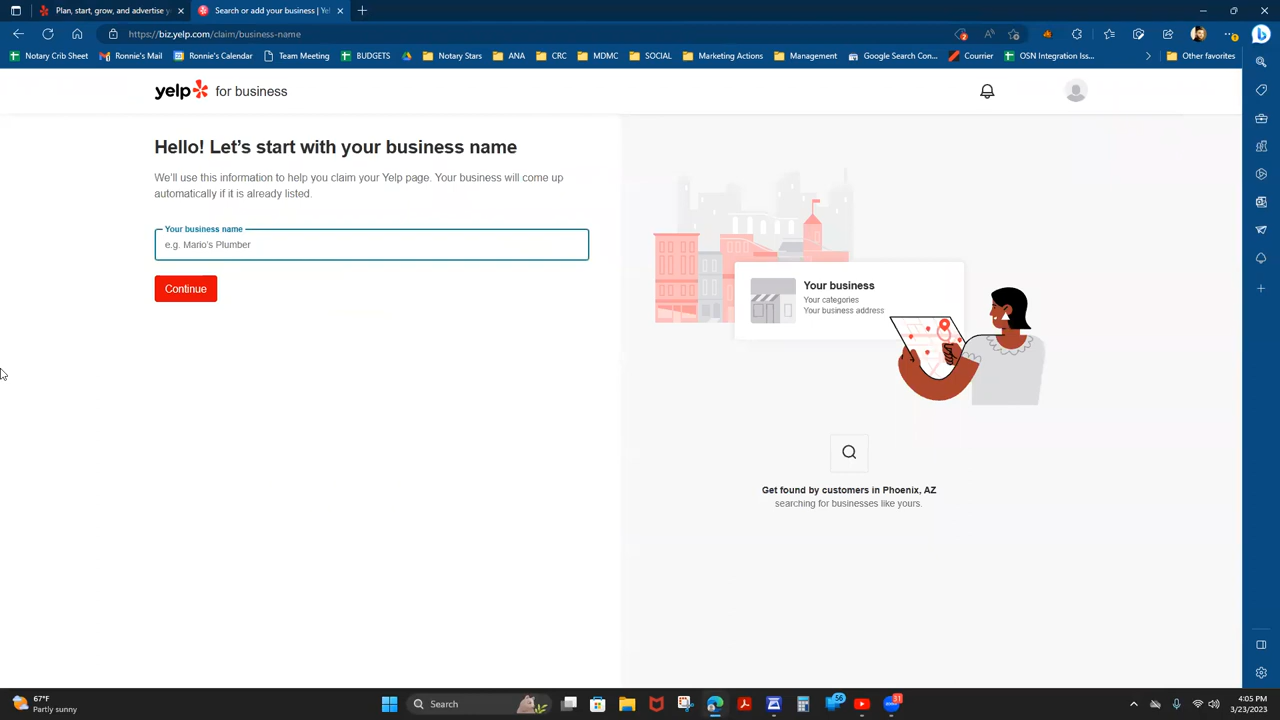 Plan, start, grow, and advertise y
Search or add your business | Yel
https://biz.yelp.com/claim/business-name
Notary Crib Sheet
Ronnie's Mail
Ronnie's Calendar
Team Meeting
BUDGETS
Notary Stars
ANA
CRC
MDMC
SOCIAL
Marketing Actions
Management
Google Search Con...
Courrier
OSN Integration Iss...
Other favorites
yelp for business
Hello! Let's start with your business name
We'll use this information to help you claim your Yelp page. Your business will come up
automatically if it is already listed.
Your business name
e.g. Mario's Plumber
Continue
Your business
Your categories
Your business address
Get found by customers in Phoenix, AZ
searching for businesses like yours.
67°F
Partly sunny
Search
56
31
4:05 PM
3/23/2023